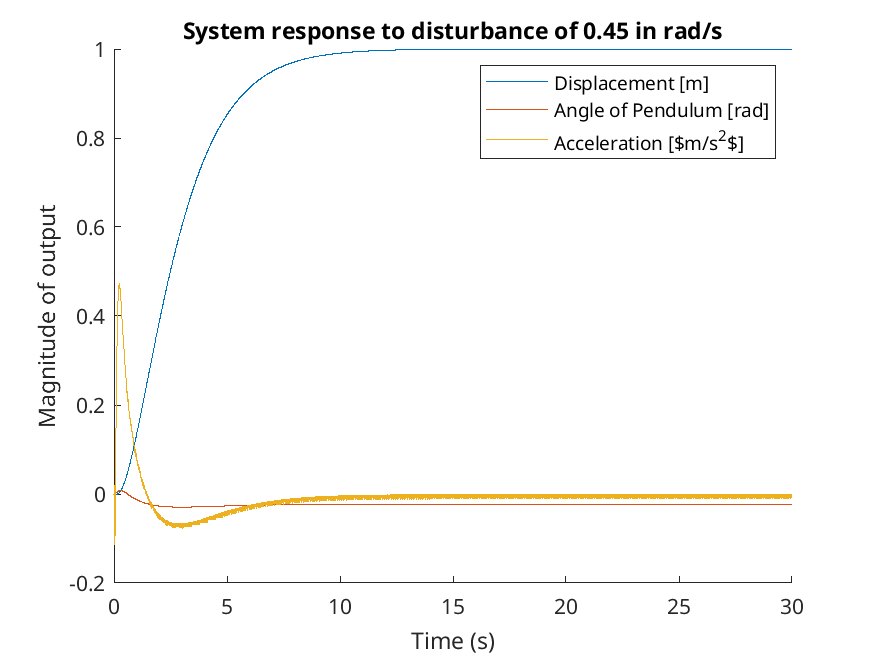 System response to disturbance of 0.45 in rad/s
1
0.8
0.6
0.4
0.2
0
-0.2
Magnitude of output
Displacement [m]
Angle of Pendulum [rad]
Acceleration [$m/s²$]
0 5 10 15 20 25 30
Time (s)